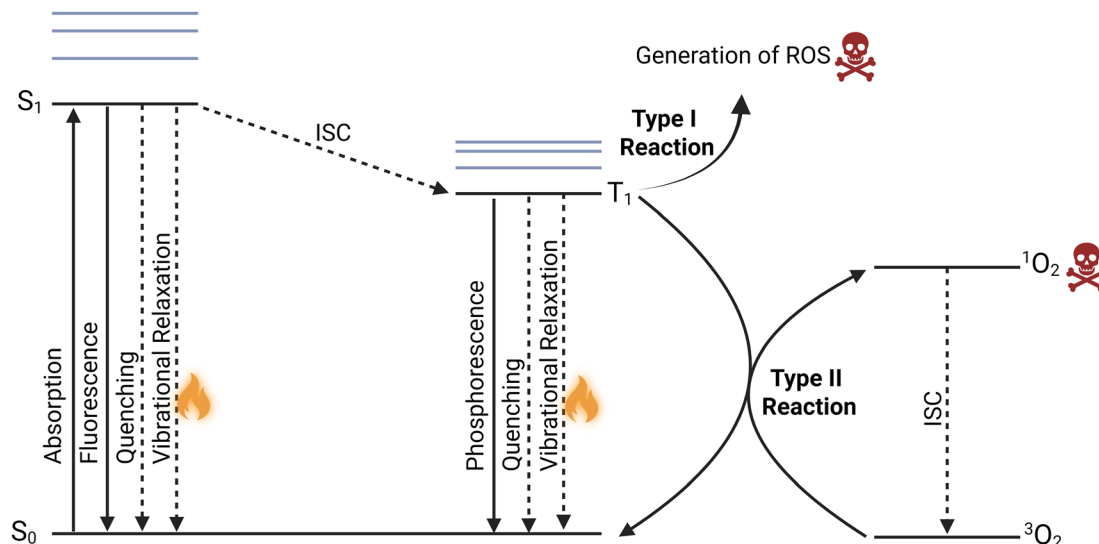 Generation of ROS
S₁
Type I
Reaction
ISC
T₁
¹O₂
Absorption
Fluorescence
Quenching
Vibrational Relaxation
Phosphorescence
Quenching
Vibrational Relaxation
Type II
Reaction
ISC
S₀
³O₂